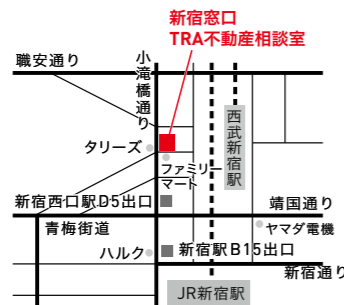 新宿窓口
TRA不動産相談室
職安通り
小滝橋通り
西武新宿駅
タリーズ
ファミリー
マート
新宿西口駅D5出口
靖国通り
青梅街道
ヤマダ電機
ハルク
新宿駅B15出口
新宿通り
JR新宿駅